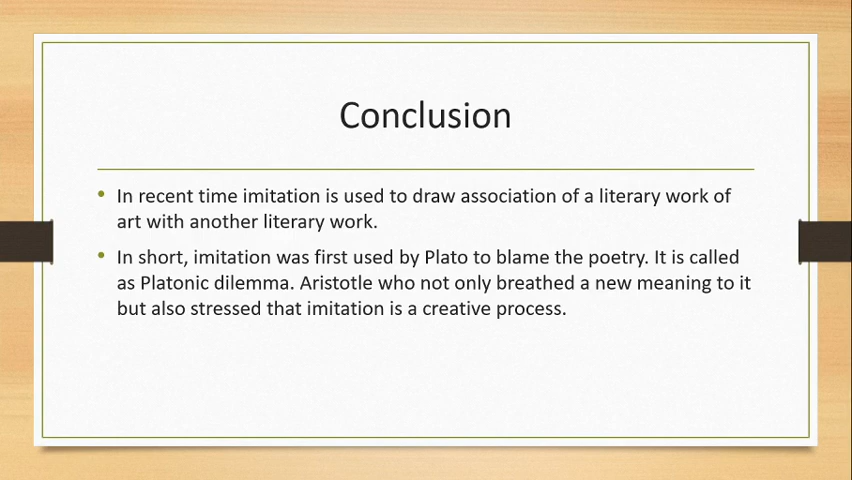 Conclusion
• In recent time imitation is used to draw association of a literary work of
art with another literary work.
• In short, imitation was first used by Plato to blame the poetry. It is called
as Platonic dilemma. Aristotle who not only breathed a new meaning to it
but also stressed that imitation is a creative process.